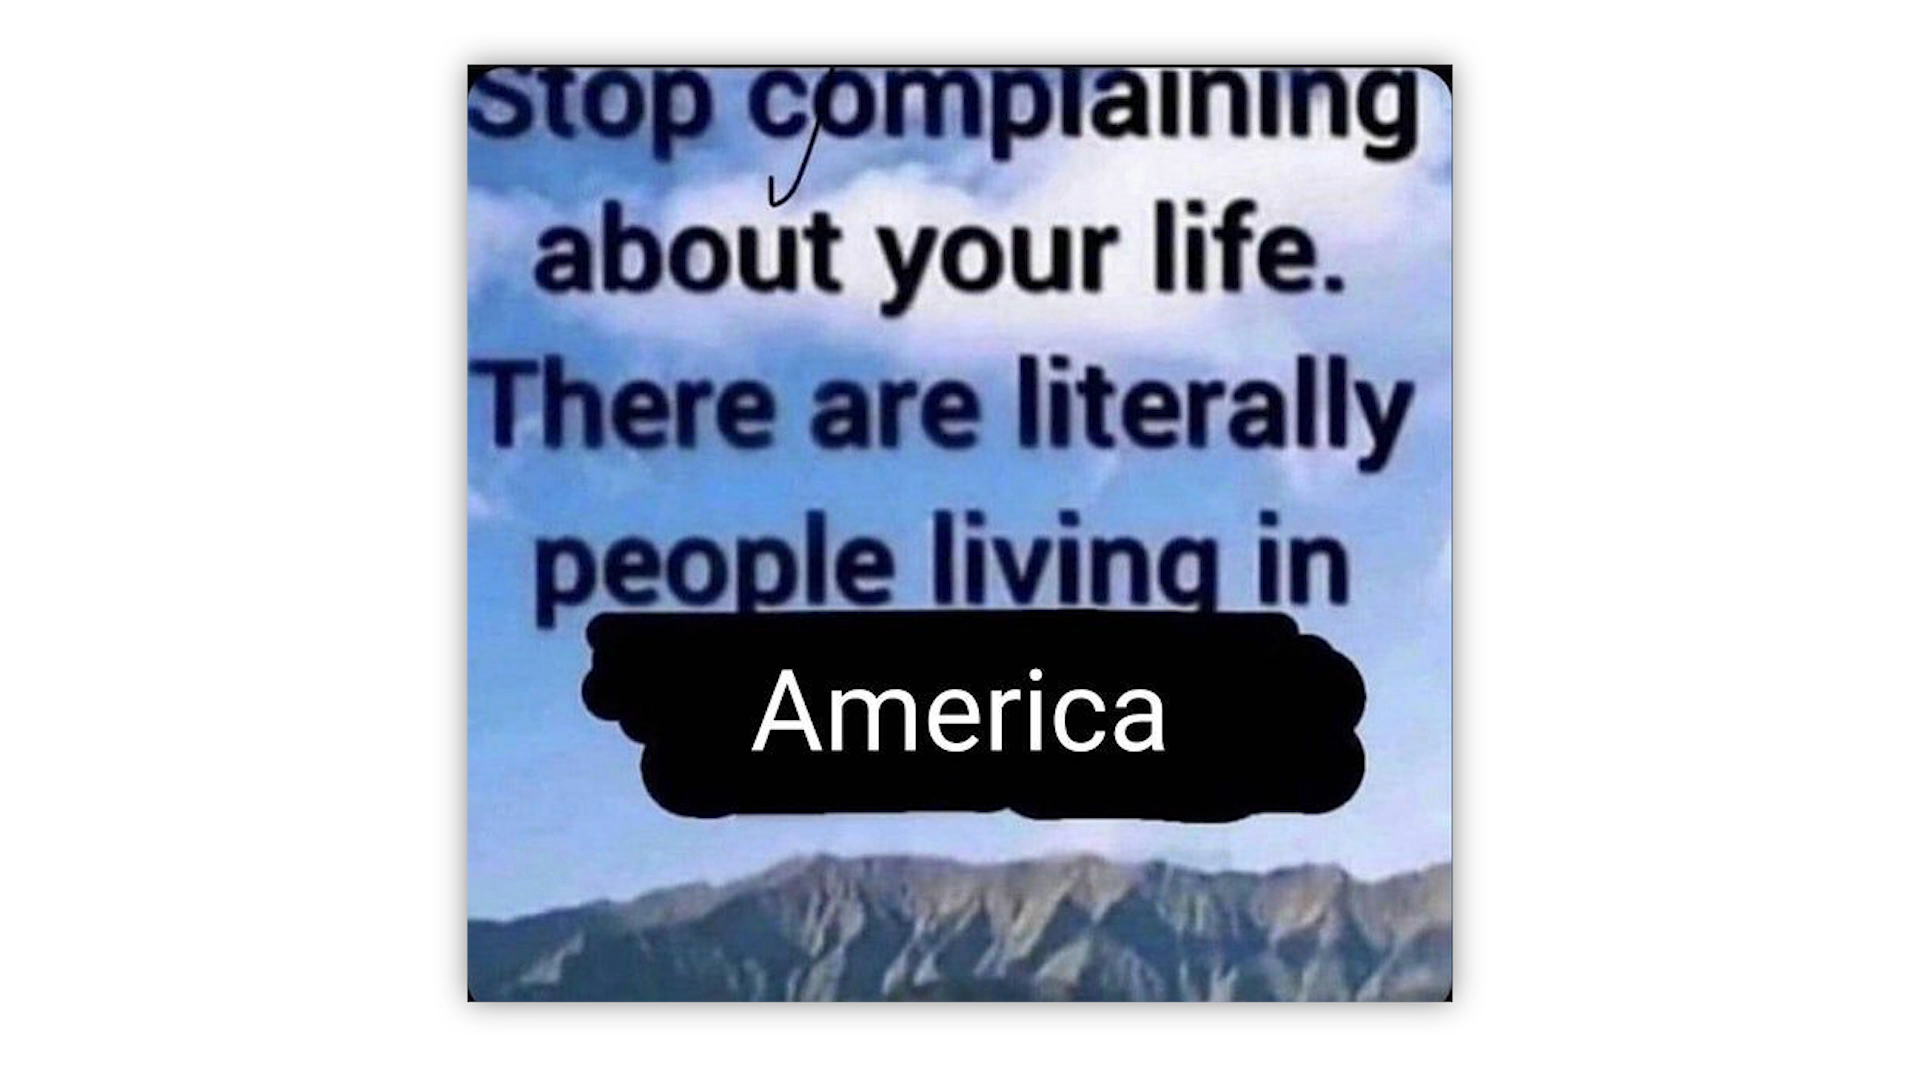 Stop complaining
about your life.
There are literally
people living in
America